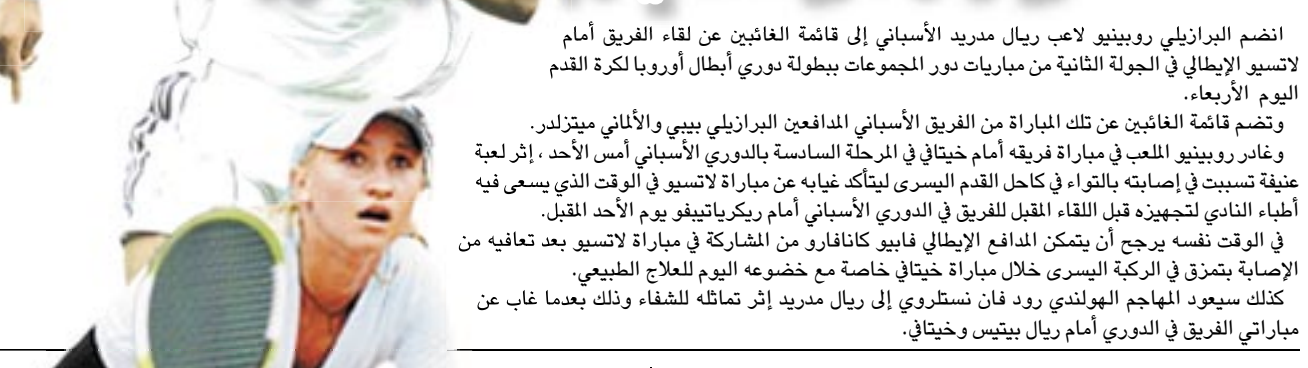 انضم البرازيلي روبينيو لاعب ريال مدريد الأسباني إلى قائمة الغائبين عن لقاء الفريق أمام
لاتسيو الإيطالي في الجولة الثانية من مباريات دور المجموعات ببطولة دوري أبطال أوروبا لكرة القدم
اليوم الأربعاء.
وتضم قائمة الغائبين عن تلك المباراة من الفريق الأسباني المدافعين البرازيلي بيبي والألماني ميتزلدر.
وغادر روبينيو الملعب في مباراة فريقه أمام خيتافي في المرحلة السادسة بالدوري الأسباني أمس الأحد ، إثر لعبة
عنيفة تسببت في إصابته بالتواء في كاحل القدم اليسرى ليتأكد غيابه عن مباراة لاتسيو في الوقت الذي يسعى فيه
أطباء النادي لتجهيزه قبل اللقاء المقبل للفريق في الدوري الأسباني أمام ريكرياتيبفو يوم الأحد المقبل.
في الوقت نفسه يرجح أن يتمكن المدافع الإيطالي فابيو كانافارو من المشاركة في مباراة لاتسيو بعد تعافيه من
الإصابة بتمزق في الركبة اليسرى خلال مباراة خيتافي خاصة مع خضوعه اليوم للعلاج الطبيعي.
كذلك سيعود المهاجم الهولندي رود فان نستلروي إلى ريال مدريد إثر تماثله للشفاء وذلك بعدما غاب عن
مباراتي الفريق في الدوري أمام ريال بيتيس وخيتافي.